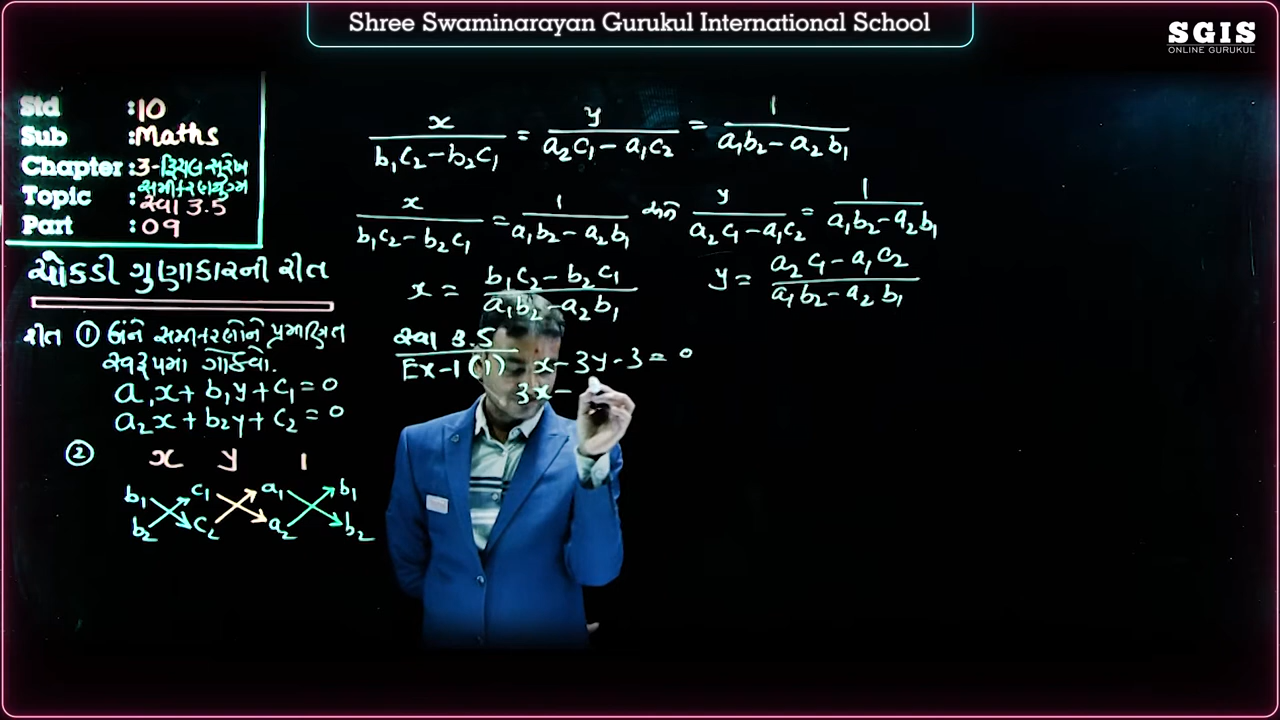 Shree Swaminarayan Gurukul International School
SGIS
ONLINE GURUKUL
Std : 10
Sub : Maths
Chapter : 3-દ્વિચલ સુરેખ
સમીકરણયુગ્મ
Topic : સ્વા 3.5
Part : 09
ચોકડી ગુણાકારની રીત
રીત ① બંને સમીકરણોને પ્રમાણિત
સ્વરૂપમાં ગોઠવો.
a₁x + b₁y + c₁ = 0
a₂x + b₂y + c₂ = 0
② x y 1
b₁ c₁ a₁ b₁
b₂ c₂ a₂ b₂
x/(b₁c₂ − b₂c₁) = y/(a₂c₁ − a₁c₂) = 1/(a₁b₂ − a₂b₁)
x/(b₁c₂ − b₂c₁) = 1/(a₁b₂ − a₂b₁) અને y/(a₂c₁ − a₁c₂) = 1/(a₁b₂ − a₂b₁)
x = (b₁c₂ − b₂c₁)/(a₁b₂ − a₂b₁) y = (a₂c₁ − a₁c₂)/(a₁b₂ − a₂b₁)
સ્વા 3.5
Ex-1 (1) x − 3y − 3 = 0
3x −